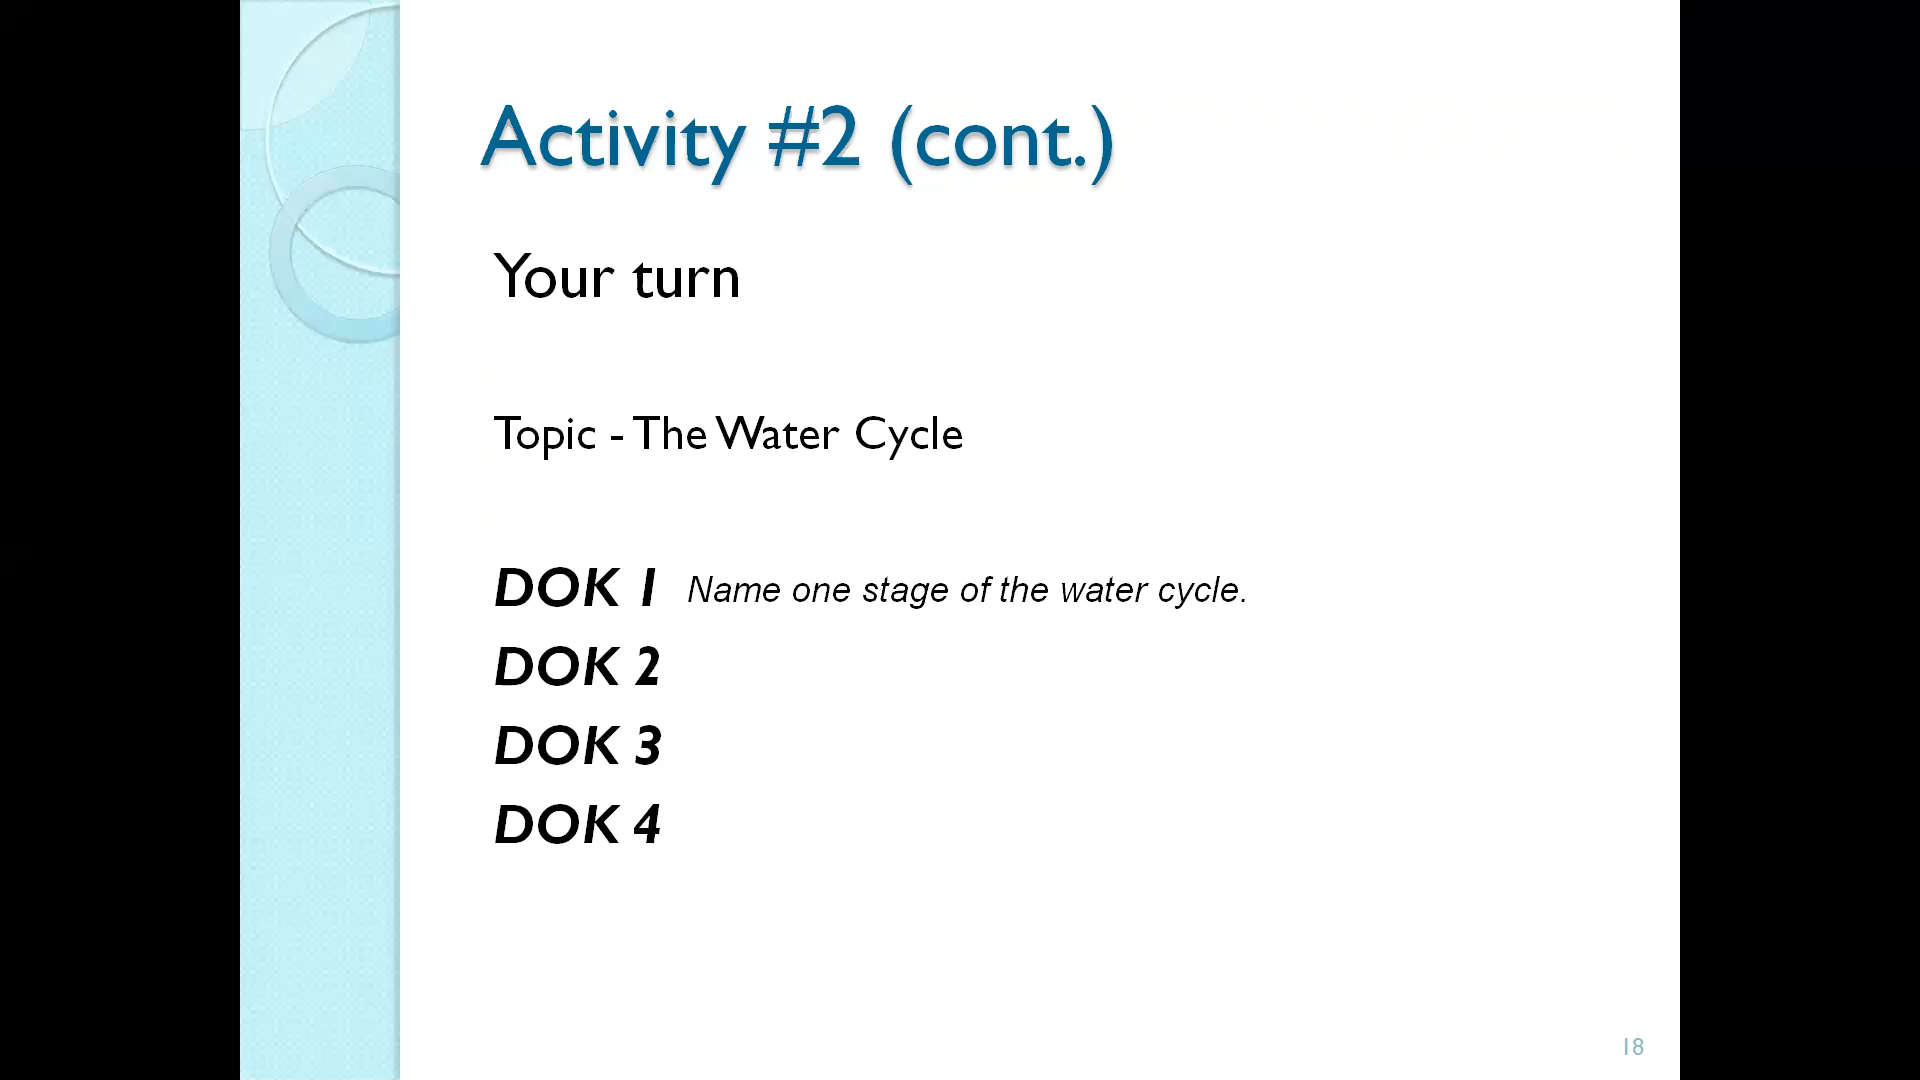 Activity #2 (cont.)
Your turn
Topic - The Water Cycle
DOK 1 Name one stage of the water cycle.
DOK 2
DOK 3
DOK 4
18